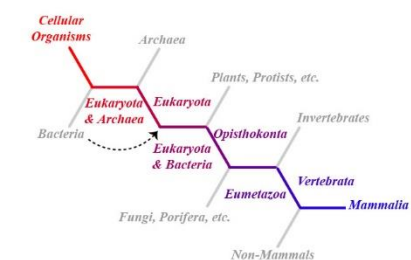 Cellular
Organisms
Archaea
Eukaryota
& Archaea
Eukaryota
Plants, Protists, etc.
Bacteria
Eukaryota
& Bacteria
Opisthokonta
Invertebrates
Fungi, Porifera, etc.
Eumetazoa
Vertebrata
Mammalia
Non-Mammals